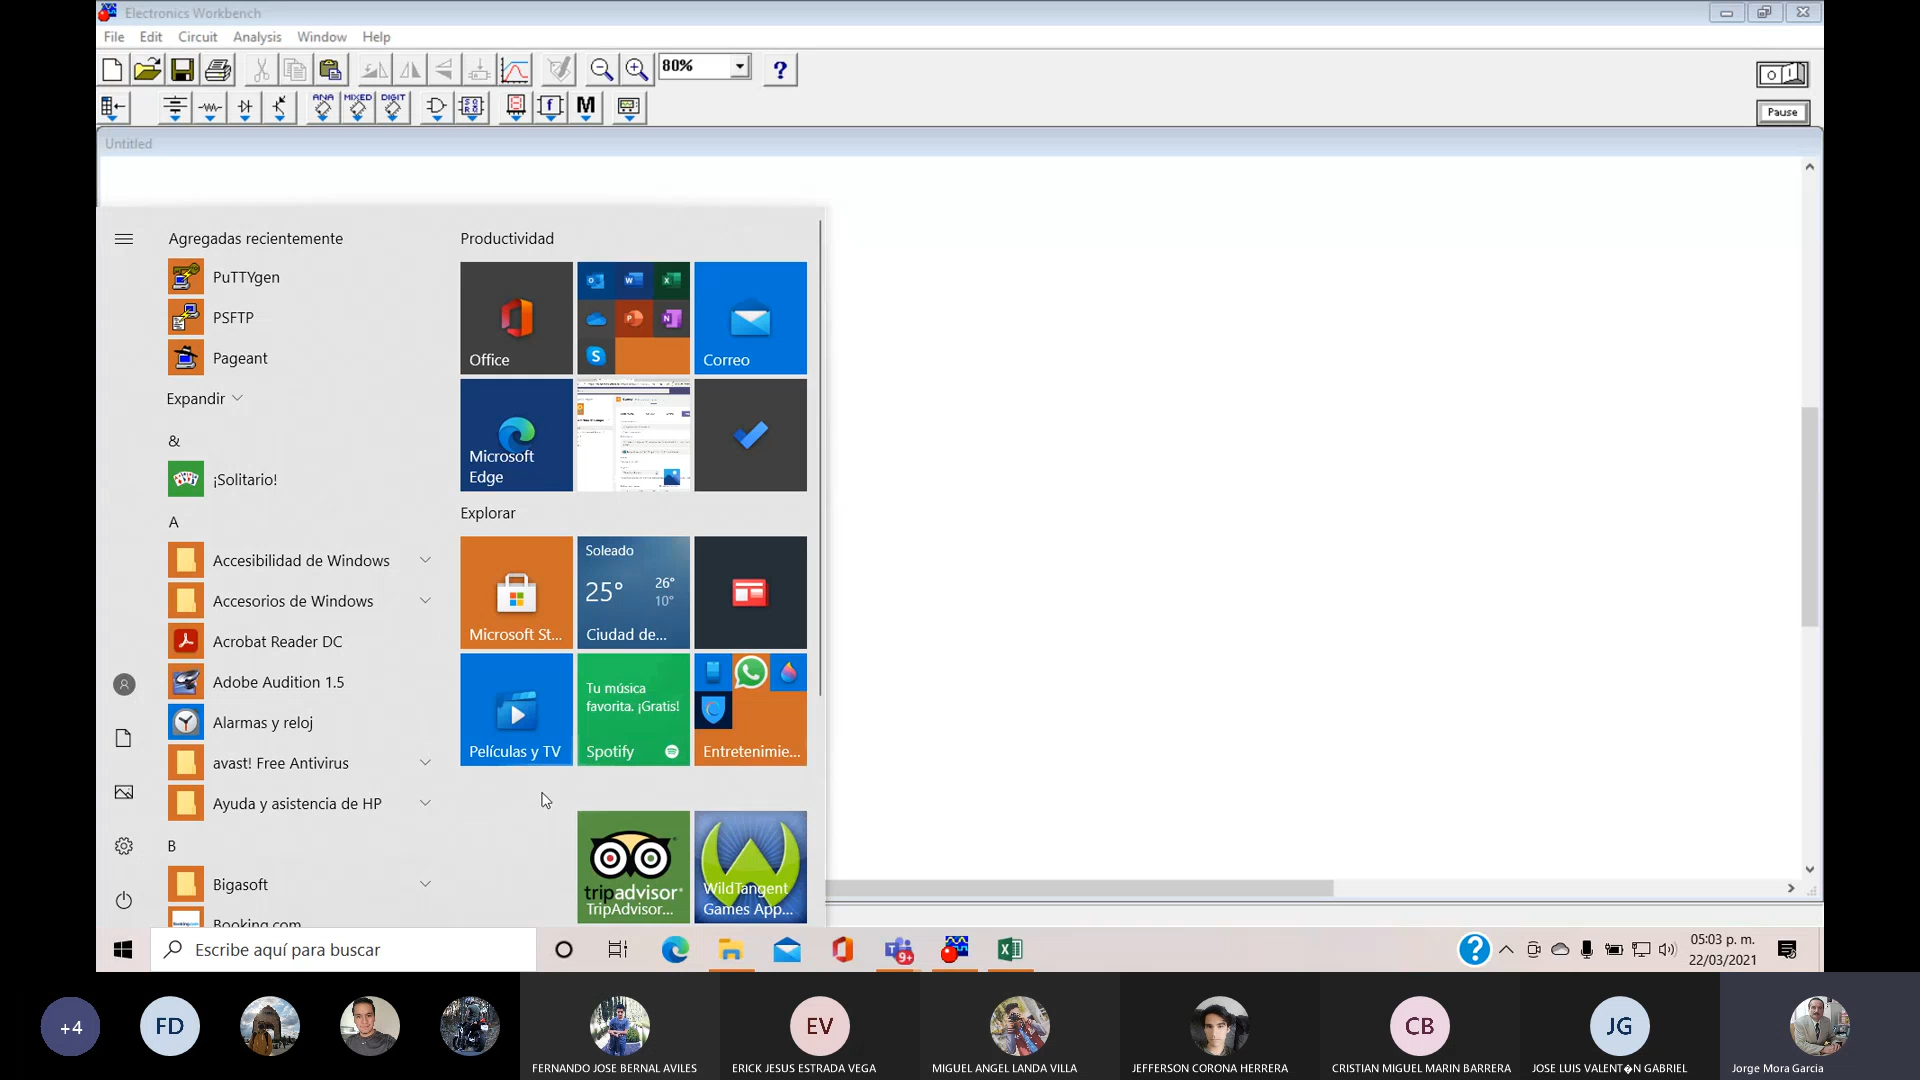 Electronics Workbench
File Edit Circuit Analysis Window Help
80%
?
Pause
ANA MIXED DIGIT
M
Untitled
Agregadas recientemente
PuTTYgen
PSFTP
Pageant
Expandir
&
¡Solitario!
A
Accesibilidad de Windows
Accesorios de Windows
Acrobat Reader DC
Adobe Audition 1.5
Alarmas y reloj
avast! Free Antivirus
Ayuda y asistencia de HP
B
Bigasoft
Booking.com
Productividad
Office
Correo
Microsoft
Edge
Explorar
Microsoft St...
Soleado
25° 26°
10°
Ciudad de...
Películas y TV
Tu música
favorita. ¡Gratis!
Spotify
Entretenimie...
tripadvisor
TripAdvisor...
WildTangent
Games App...
Escribe aquí para buscar
9+
05:03 p. m.
22/03/2021
+4
FD
FERNANDO JOSE BERNAL AVILES
EV
ERICK JESUS ESTRADA VEGA
MIGUEL ANGEL LANDA VILLA
JEFFERSON CORONA HERRERA
CB
CRISTIAN MIGUEL MARIN BARRERA
JG
JOSE LUIS VALENT�N GABRIEL
Jorge Mora Garcia